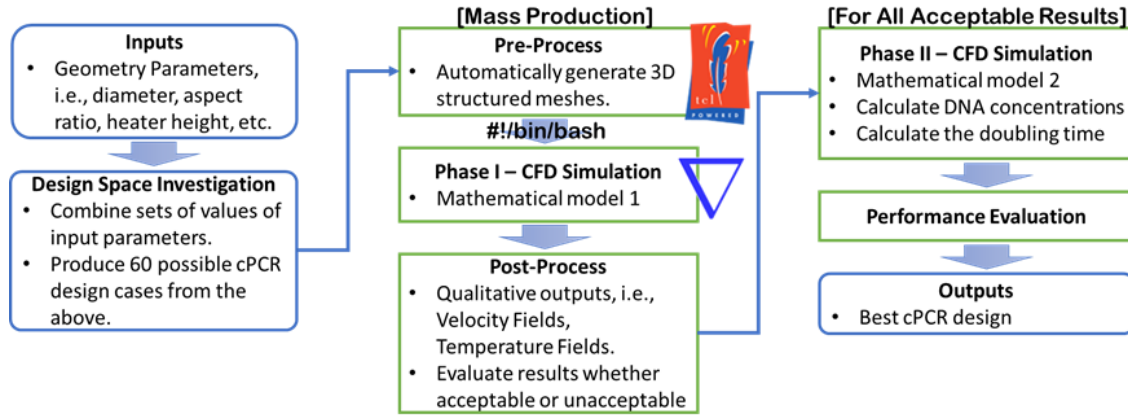 Inputs
• Geometry Parameters,
i.e., diameter, aspect
ratio, heater height, etc.
Design Space Investigation
• Combine sets of values of
input parameters.
• Produce 60 possible cPCR
design cases from the
above.
[Mass Production]
Pre-Process
• Automatically generate 3D
structured meshes.
tcl
POWERED
#!/bin/bash
Phase I – CFD Simulation
• Mathematical model 1
Post-Process
• Qualitative outputs, i.e.,
Velocity Fields,
Temperature Fields.
• Evaluate results whether
acceptable or unacceptable
[For All Acceptable Results]
Phase II – CFD Simulation
• Mathematical model 2
• Calculate DNA concentrations
• Calculate the doubling time
Performance Evaluation
Outputs
• Best cPCR design